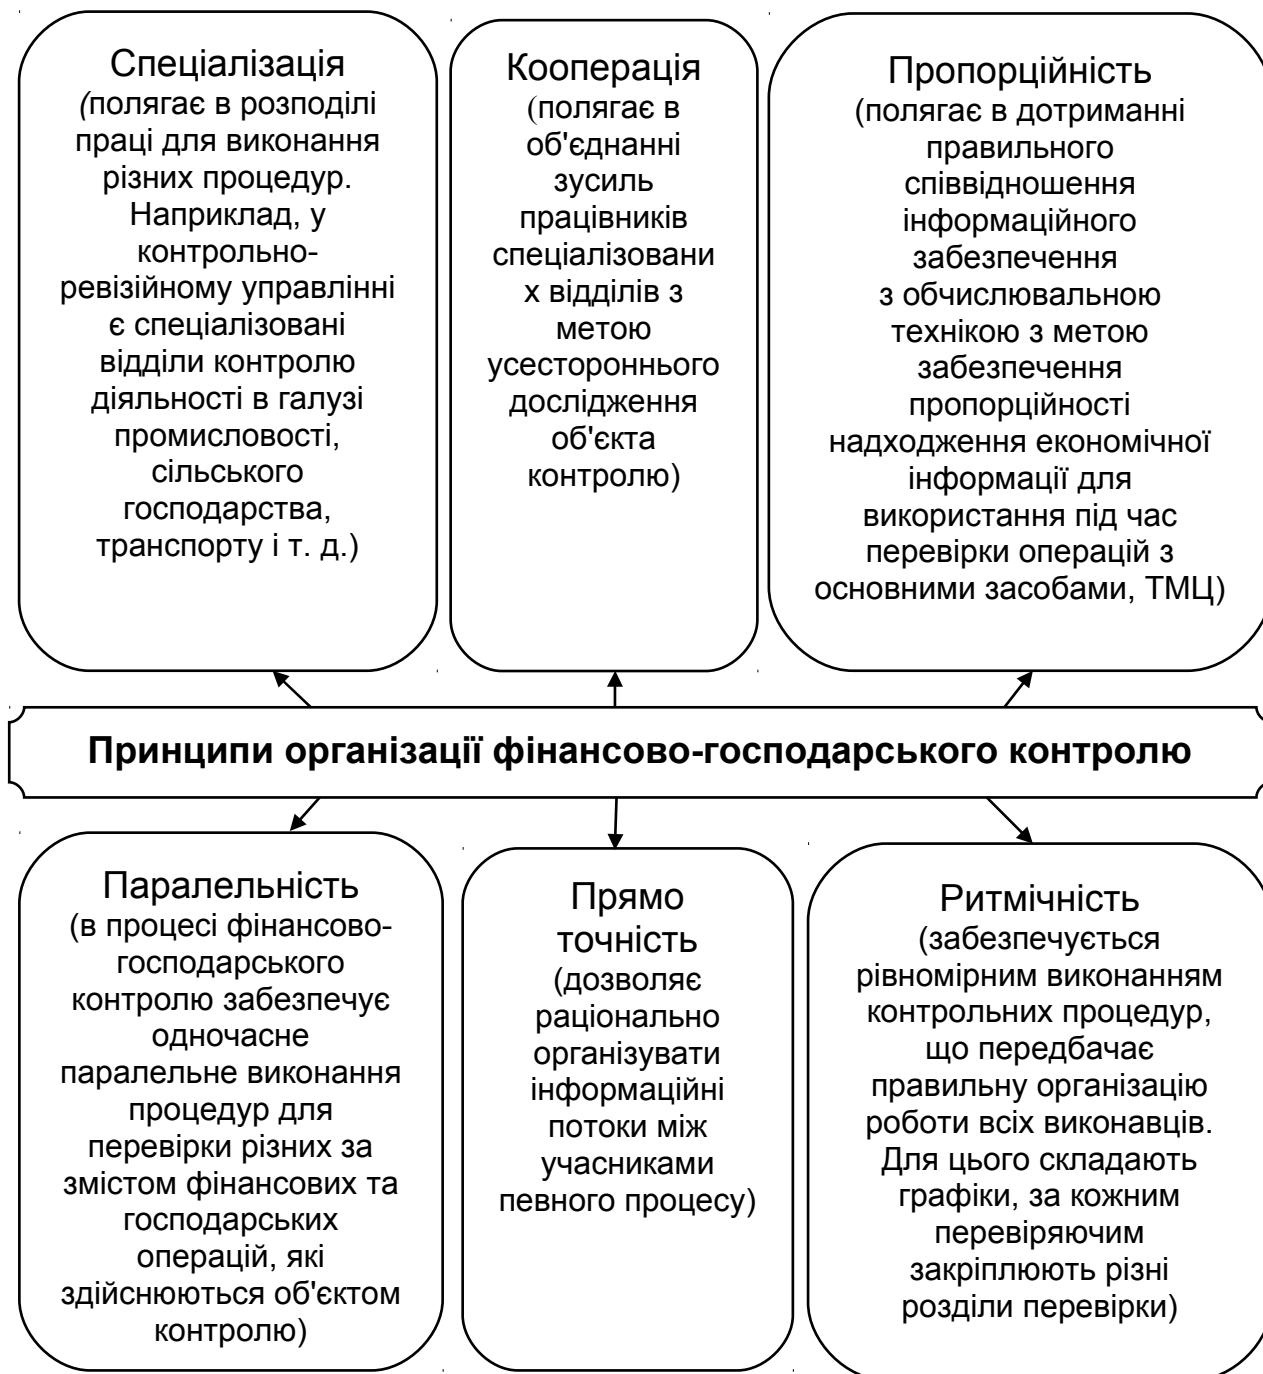 Спеціалізація
(полягає в розподілі
праці для виконання
різних процедур.
Наприклад, у
контрольно-
ревізійному управлінні
є спеціалізовані
відділи контролю
діяльності в галузі
промисловості,
сільського
господарства,
транспорту і т. д.)
Кооперація
(полягає в
об'єднанні
зусиль
працівників
спеціалізовани
х відділів з
метою
усестороннього
дослідження
об'єкта
контролю)
Пропорційність
(полягає в дотриманні
правильного
співвідношення
інформаційного
забезпечення
з обчислювальною
технікою з метою
забезпечення
пропорційності
надходження економічної
інформації для
використання під час
перевірки операцій з
основними засобами, ТМЦ)
Принципи організації фінансово-господарського контролю
Паралельність
(в процесі фінансово-
господарського
контролю забезпечує
одночасне
паралельне виконання
процедур для
перевірки різних за
змістом фінансових та
господарських
операцій, які
здійснюються об'єктом
контролю)
Прямо
точність
(дозволяє
раціонально
організувати
інформаційні
потоки між
учасниками
певного процесу)
Ритмічність
(забезпечується
рівномірним виконанням
контрольних процедур,
що передбачає
правильну організацію
роботи всіх виконавців.
Для цього складають
графіки, за кожним
перевіряючим
закріплюють різні
розділи перевірки)